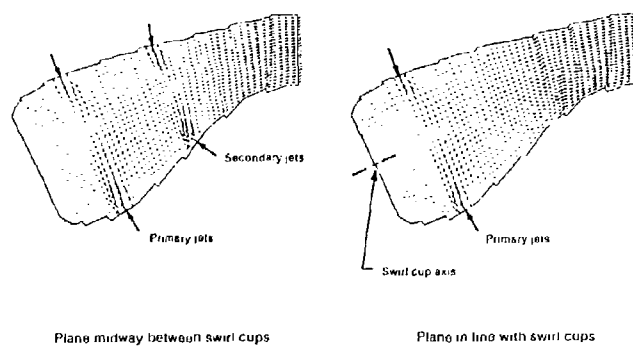 Secondary jets
Primary jets
Primary jets
Swirl cup axis
Plane midway between swirl cups
Plane in line with swirl cups